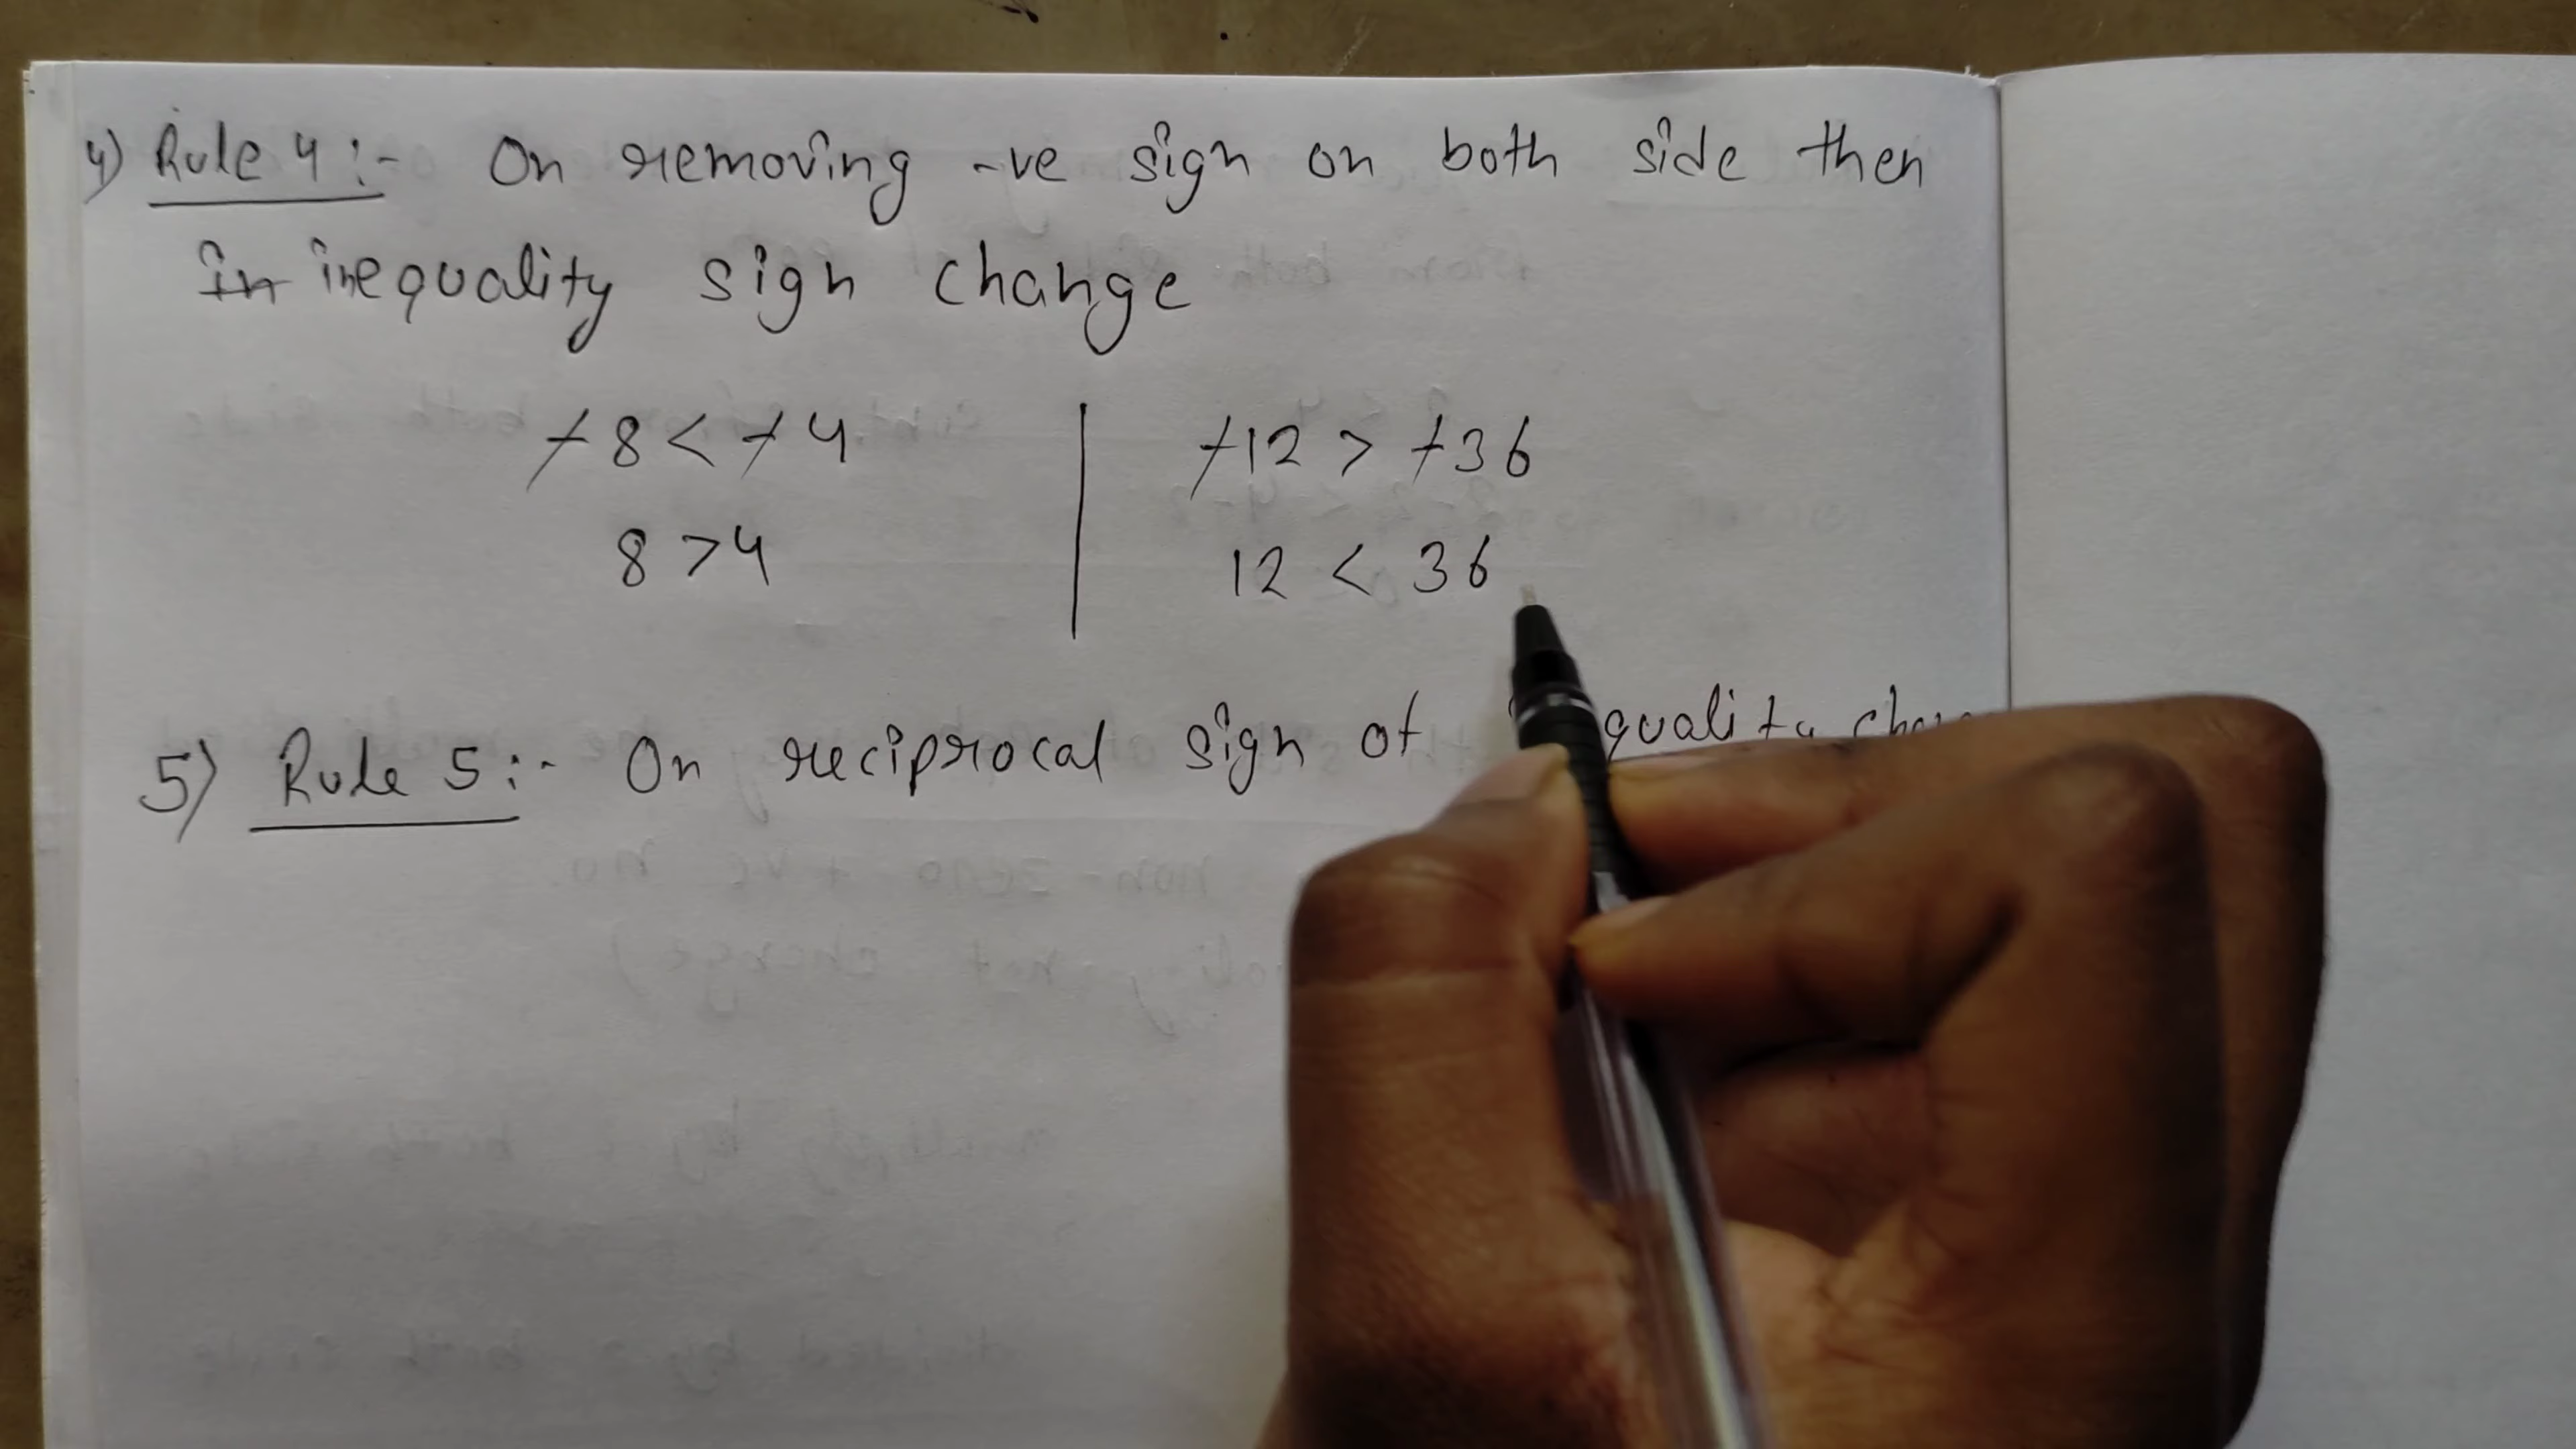 4) Rule 4 :- On removing -ve sign on both side then
In inequality sign change
-8 < -4
-12 > -36
8 > 4
12 < 36
5) Rule 5 :- On reciprocal sign of